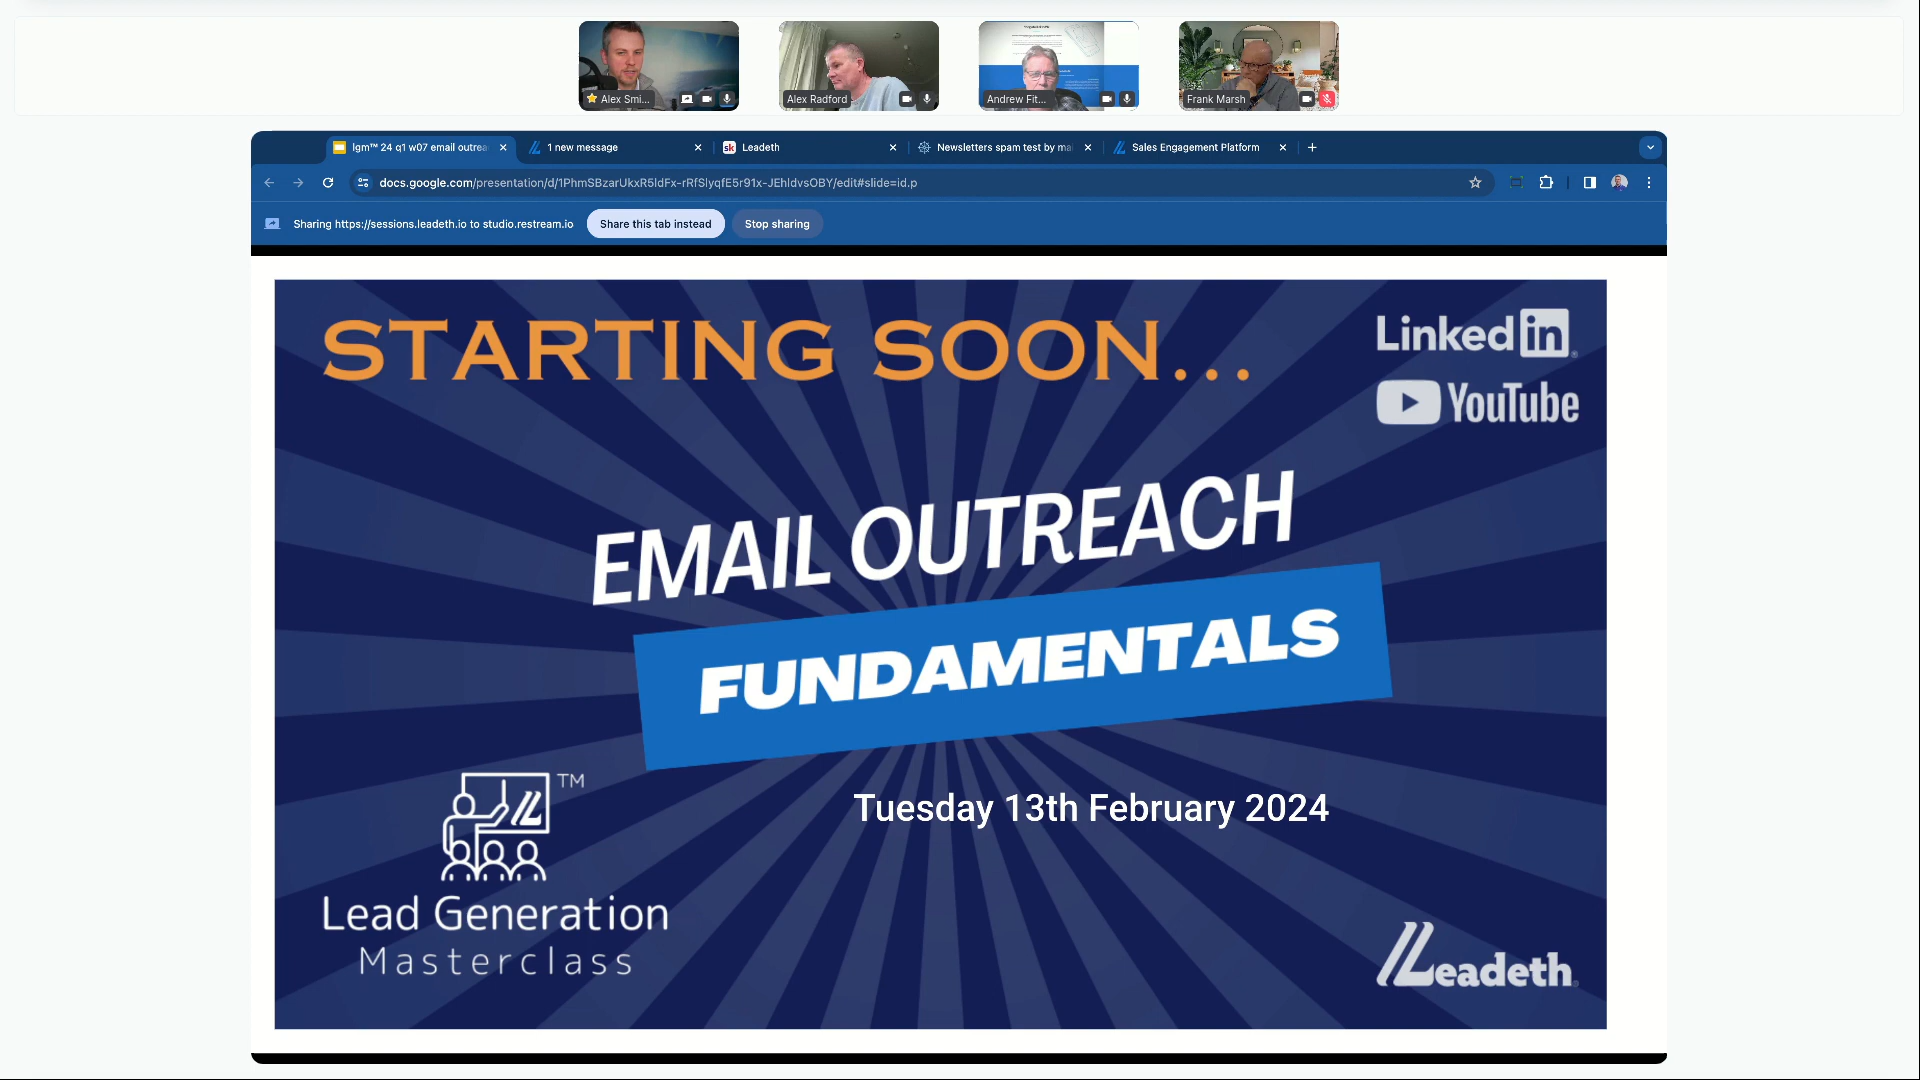 Alex Smi...
Alex Radford
Andrew Fit...
Frank Marsh
lgm™ 24 q1 w07 email outrea
1 new message
sk Leadeth
Newsletters spam test by mai
Sales Engagement Platform
docs.google.com/presentation/d/1PhmSBzarUkxR5ldFx-rRfSlyqfE5r91x-JEhldvsOBY/edit#slide=id.p
Sharing https://sessions.leadeth.io to studio.restream.io
Share this tab instead
Stop sharing
STARTING SOON...
Linked in
YouTube
EMAIL OUTREACH
FUNDAMENTALS
Tuesday 13th February 2024
TM
Lead Generation
Masterclass
Leadeth